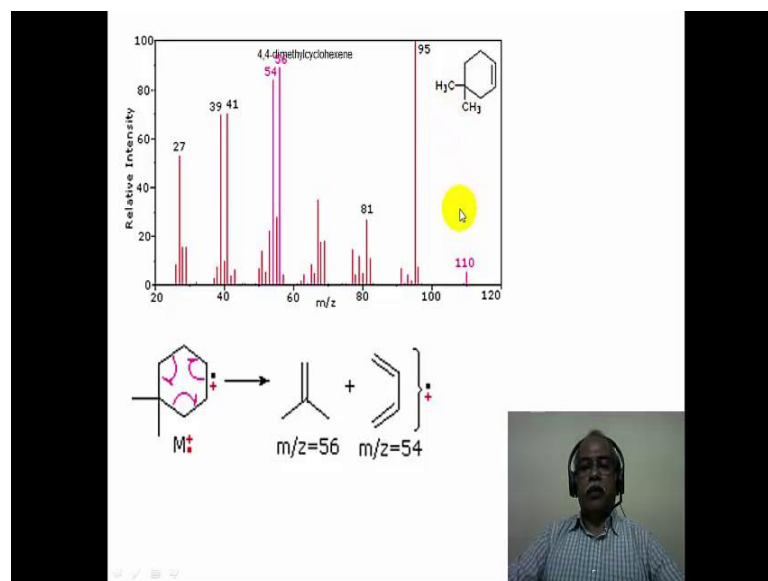 4,4-dimethylcyclohexene
100
80
60
40
20
0
Relative Intensity
27
39
41
54
56
81
95
110
20
40
60
80
100
120
m/z
H₃C
CH₃
+
+
+
M‡
m/z=56
m/z=54